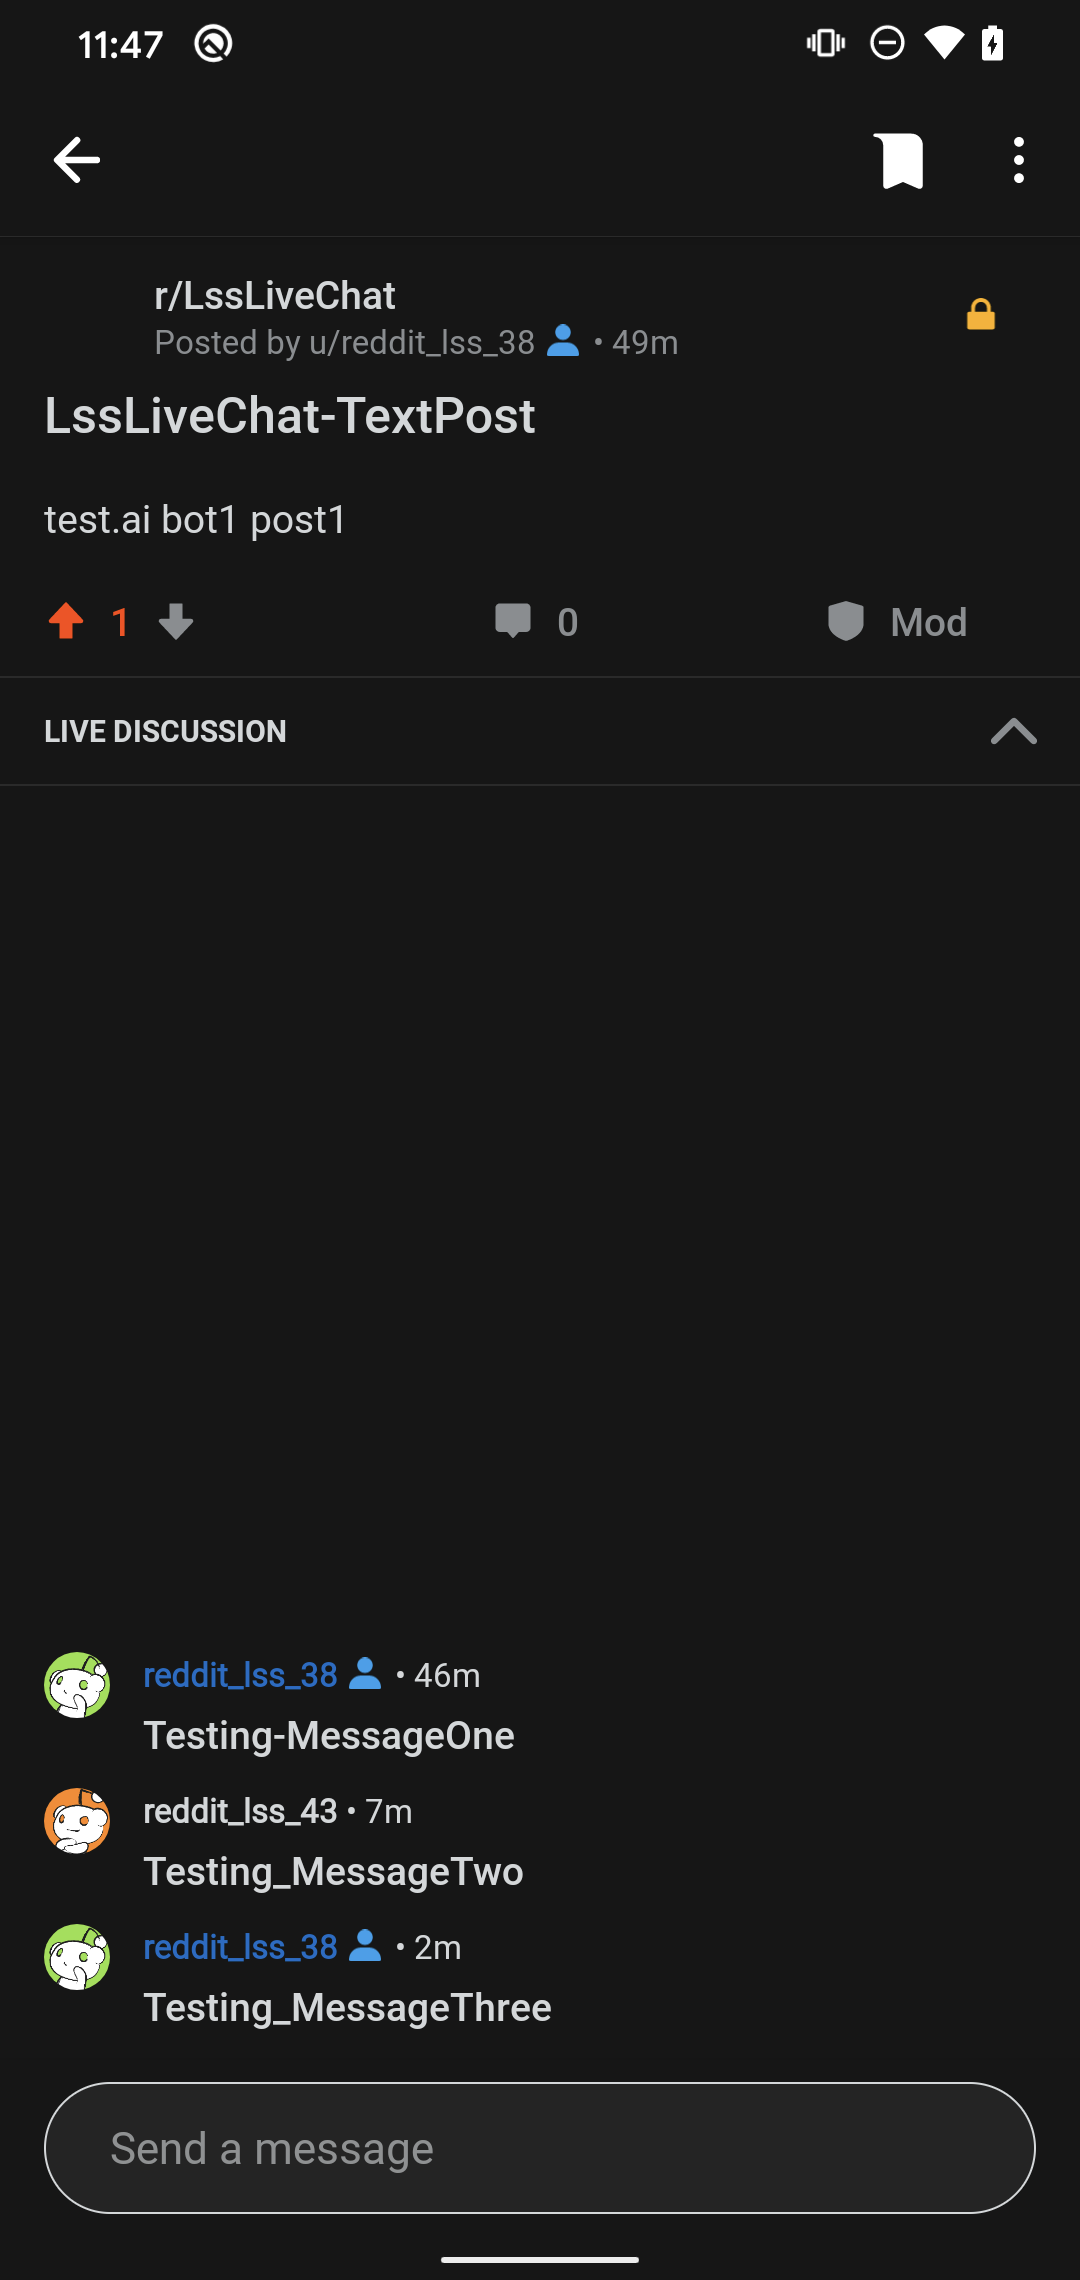 11:47
r/LssLiveChat
Posted by u/reddit_lss_38 • 49m
LssLiveChat-TextPost
test.ai bot1 post1
1 0 Mod
LIVE DISCUSSION
reddit_lss_38 • 46m
Testing-MessageOne
reddit_lss_43 • 7m
Testing_MessageTwo
reddit_lss_38 • 2m
Testing_MessageThree
Send a message